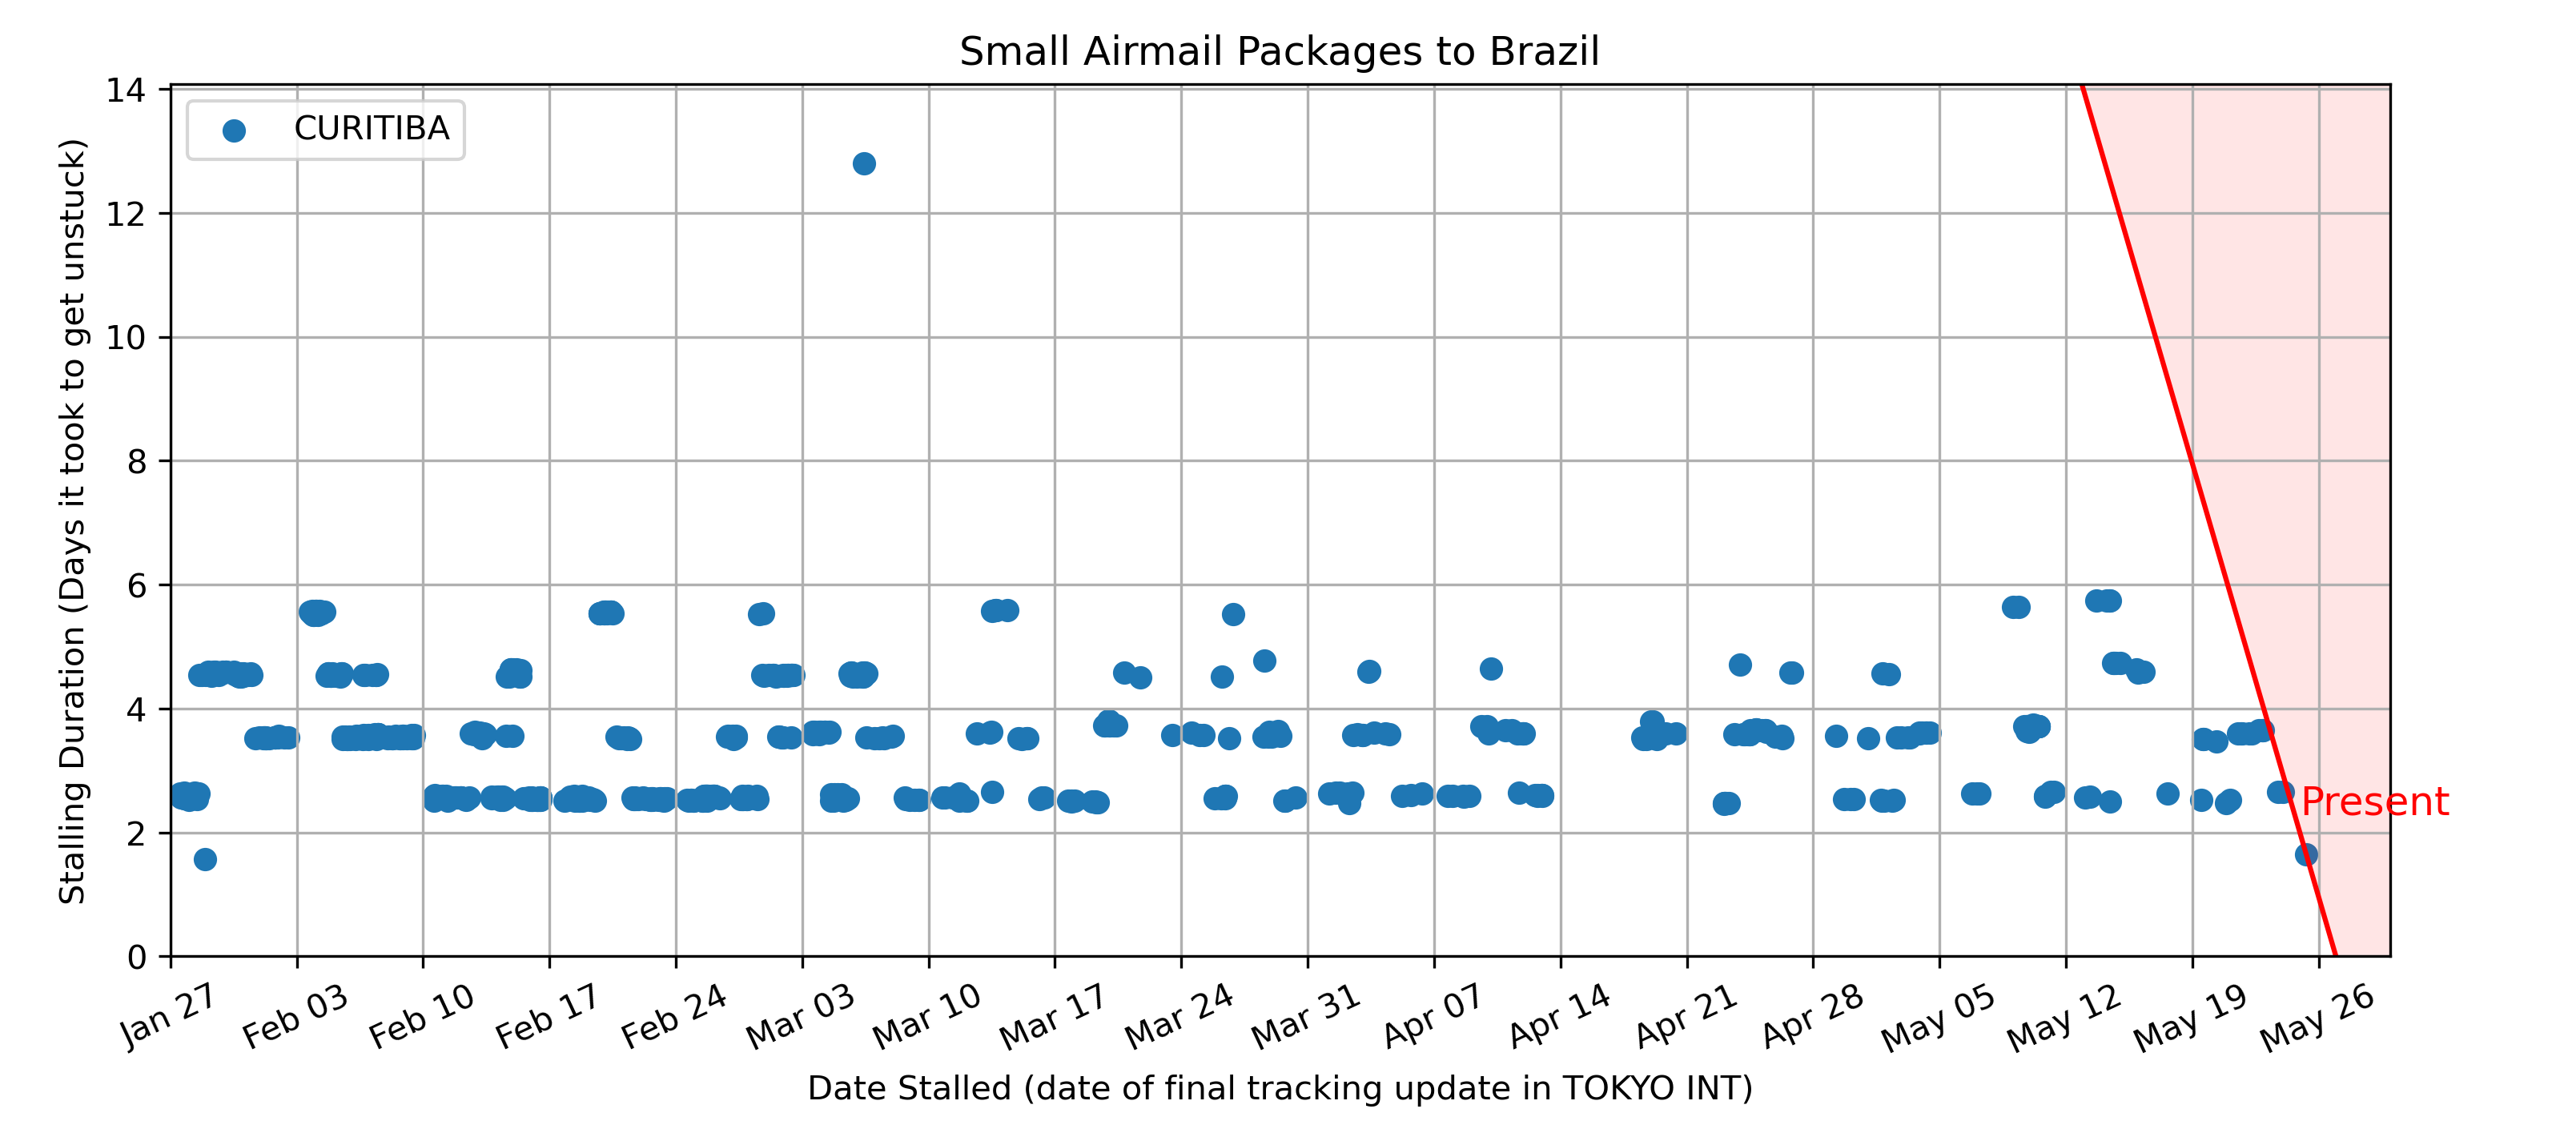 Small Airmail Packages to Brazil
CURITIBA
Stalling Duration (Days it took to get unstuck)
14
12
10
8
6
4
2
0
Present
Jan 27 Feb 03 Feb 10 Feb 17 Feb 24 Mar 03 Mar 10 Mar 17 Mar 24 Mar 31 Apr 07 Apr 14 Apr 21 Apr 28 May 05 May 12 May 19 May 26
Date Stalled (date of final tracking update in TOKYO INT)